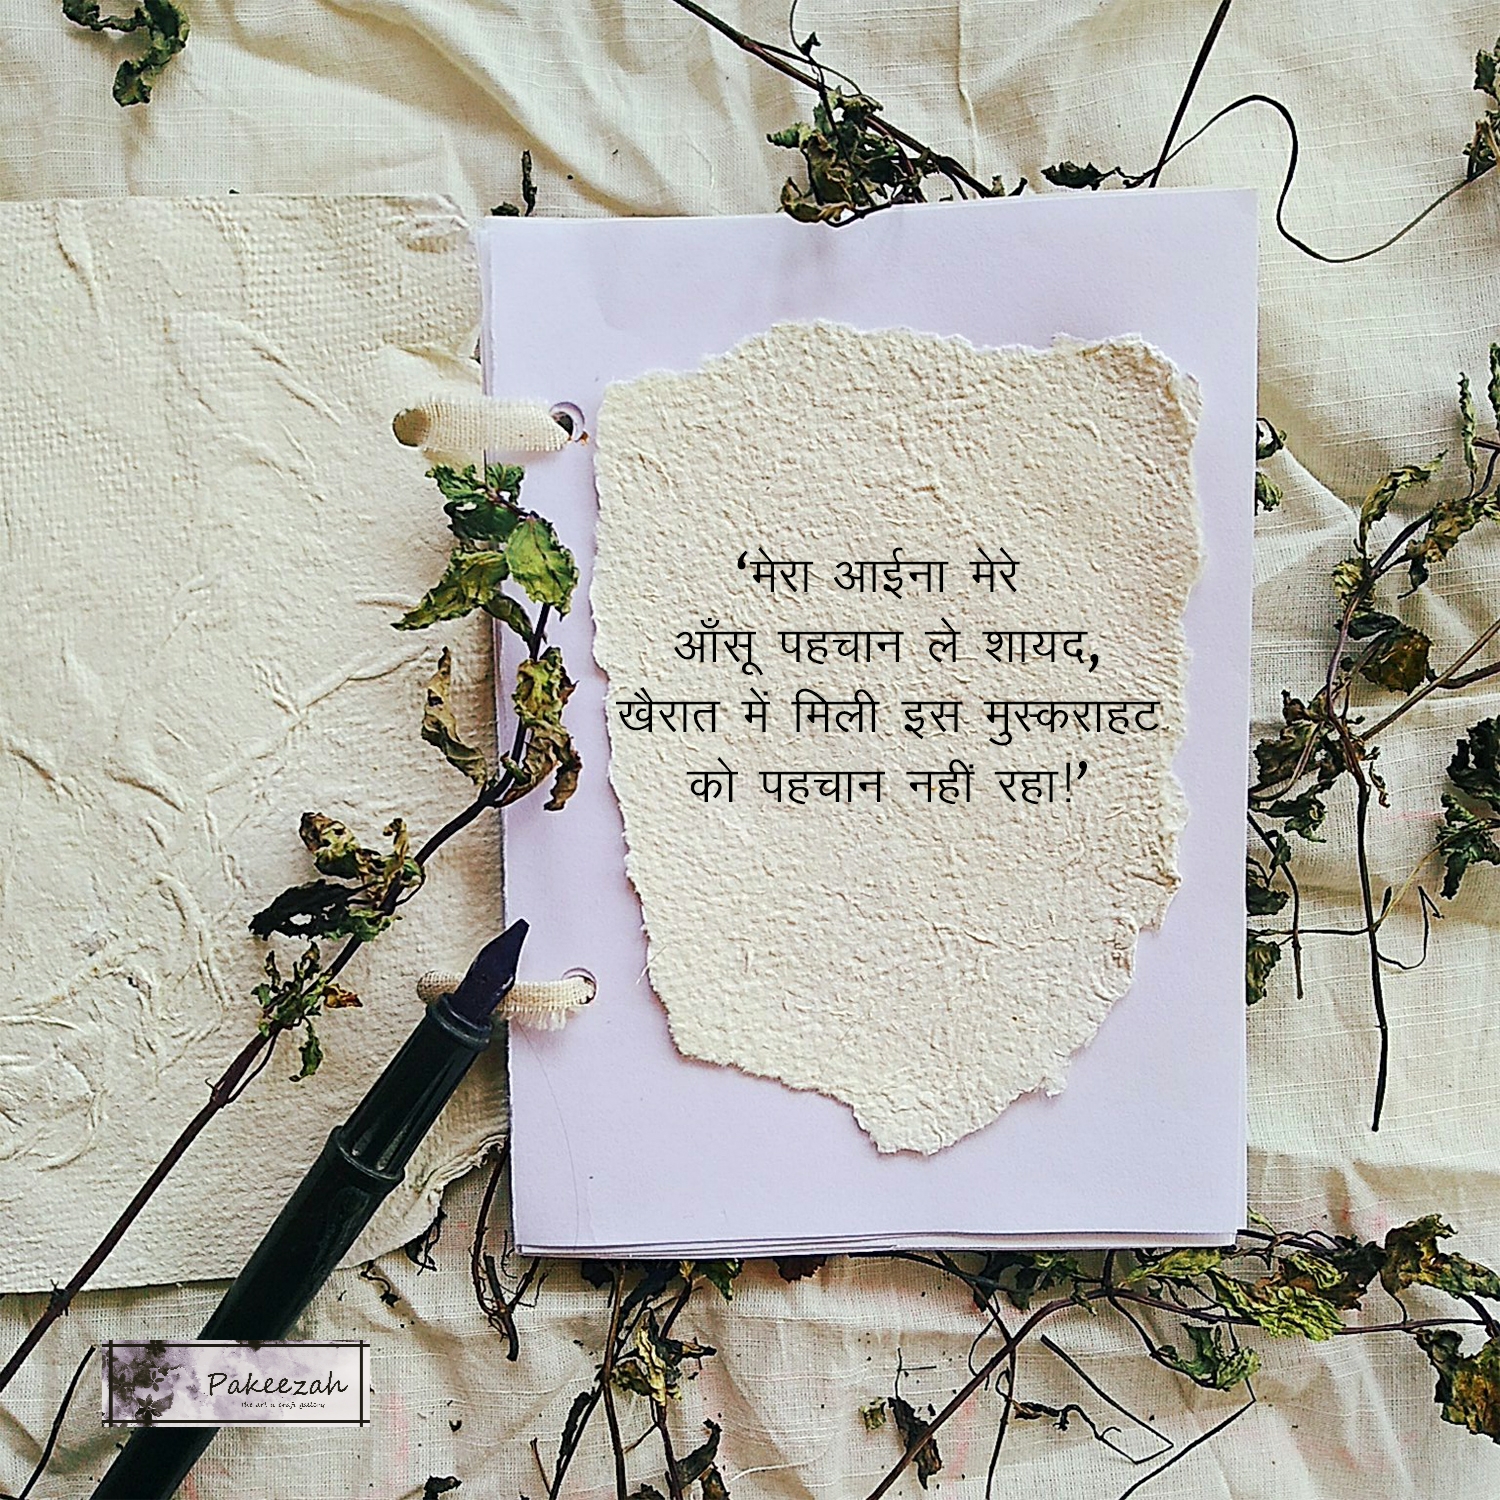 ‘मेरा आईना मेरे
आँसू पहचान ले शायद,
खैरात में मिली इस मुस्कराहट
को पहचान नहीं रहा!’
Pakeezah
the art n craft gallery